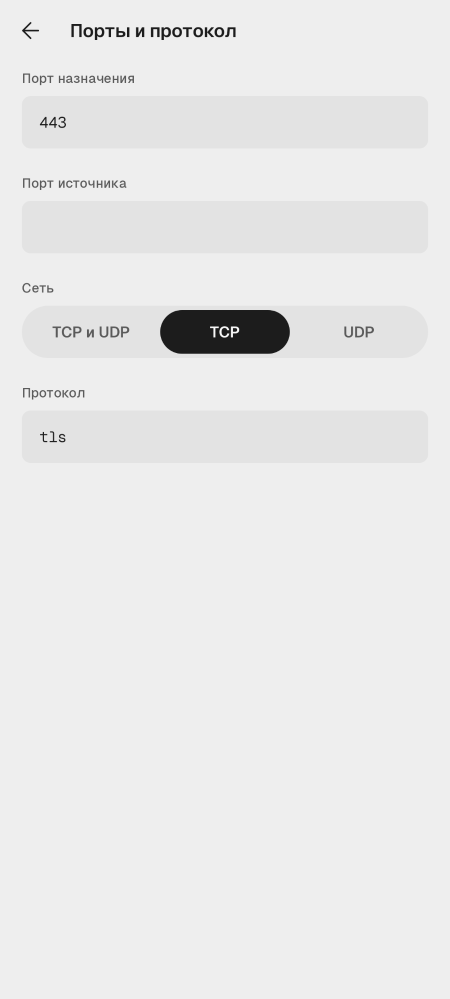 Порты и протокол
Порт назначения
443
Порт источника
Сеть
TCP и UDP TCP UDP
Протокол
tls